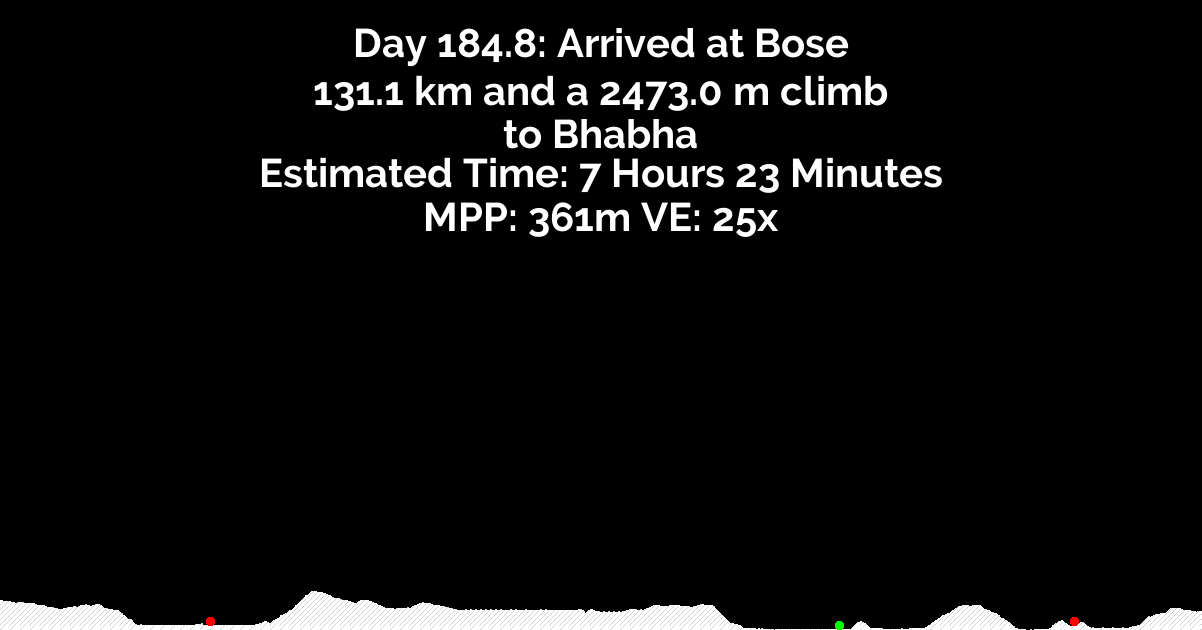 Day 184.8: Arrived at Bose
131.1 km and a 2473.0 m climb
to Bhabha
Estimated Time: 7 Hours 23 Minutes
MPP: 361m VE: 25x